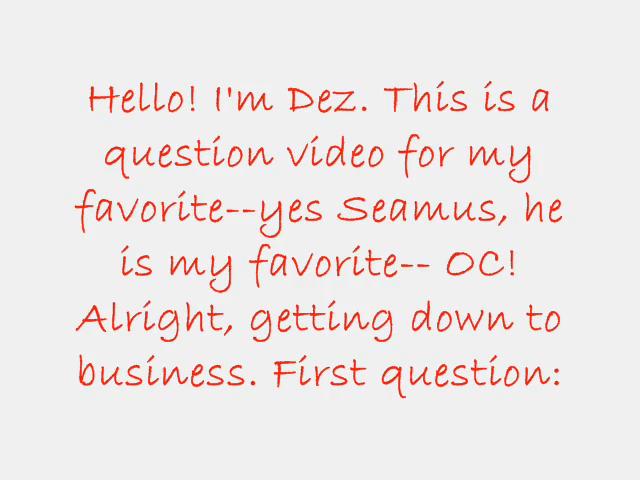 Hello! I'm Dez. This is a
question video for my
favorite--yes Seamus, he
is my favorite-- OC!
Alright, getting down to
business. First question: